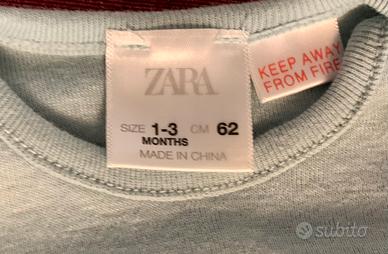 ZARA
SIZE 1-3 CM 62
MONTHS
MADE IN CHINA
KEEP AWAY
FROM FIRE
subito